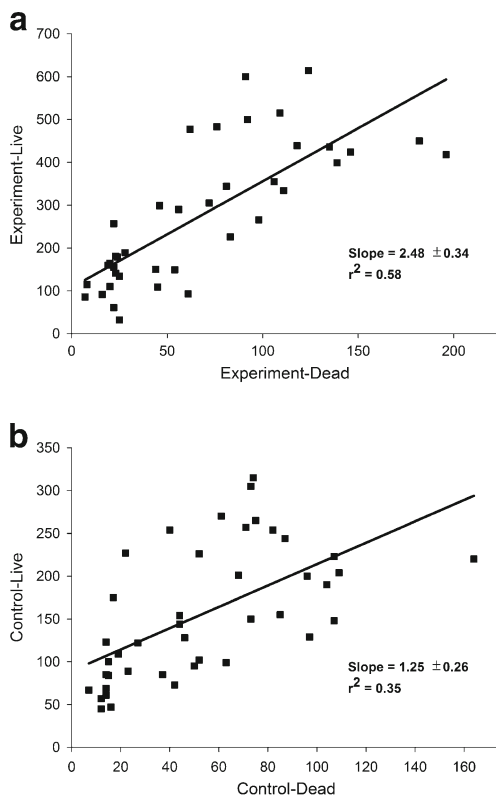 a
700
600
500
400
300
200
100
0
Experiment-Live
Slope = 2.48 ±0.34
r² = 0.58
0 50 100 150 200
Experiment-Dead
b
350
300
250
200
150
100
50
0
Control-Live
Slope = 1.25 ±0.26
r² = 0.35
0 20 40 60 80 100 120 140 160
Control-Dead